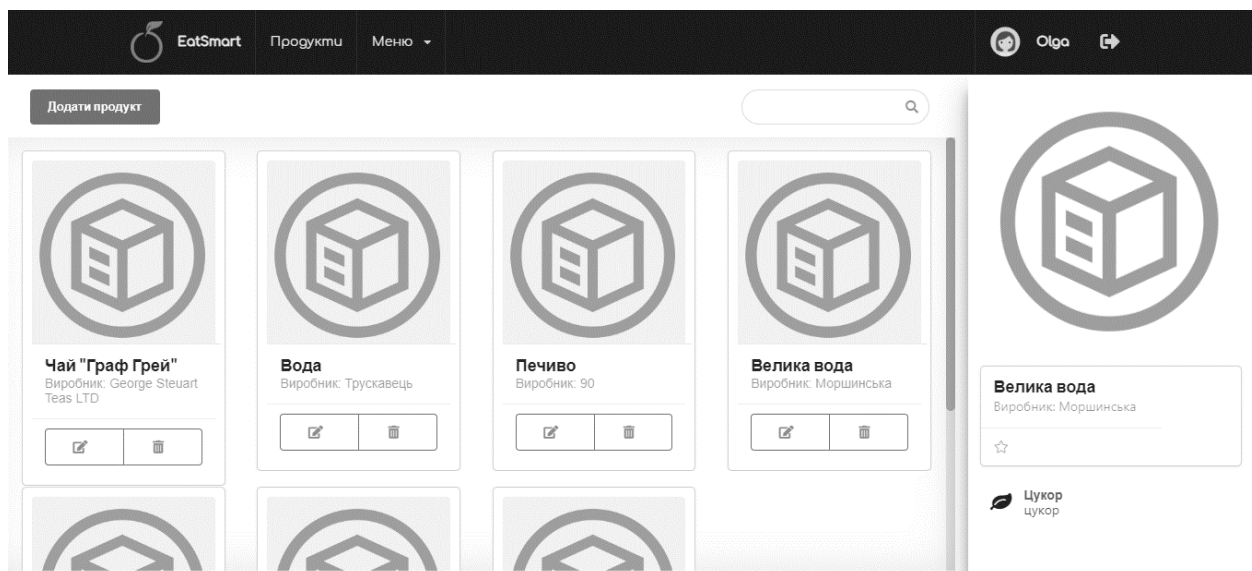 EatSmart Продукти Меню Olga
Додати продукт
Чай "Граф Грей"
Виробник: George Steuart
Teas LTD
Вода
Виробник: Трускавець
Печиво
Виробник: 90
Велика вода
Виробник: Моршинська
Велика вода
Виробник: Моршинська
Цукор
цукор